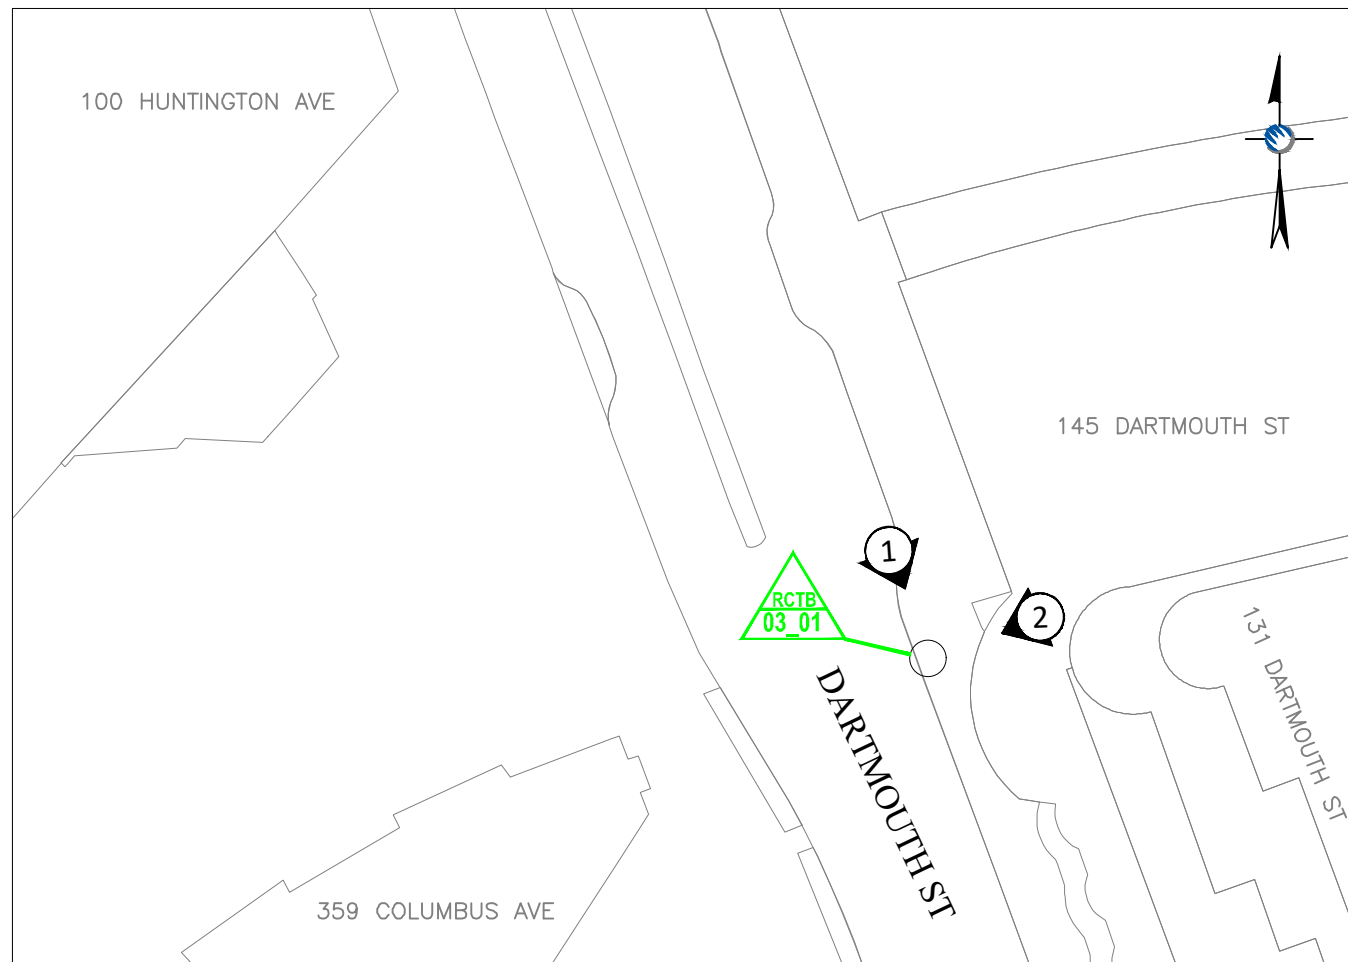 100 HUNTINGTON AVE
145 DARTMOUTH ST
1
RCTB
03_01
2
131 DARTMOUTH ST
DARTMOUTH ST
359 COLUMBUS AVE